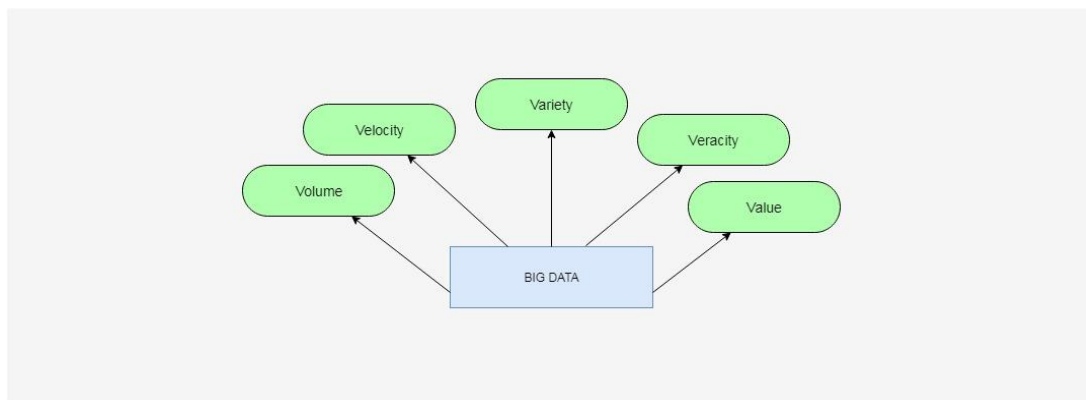 Variety
Velocity
Veracity
Volume
Value
BIG DATA